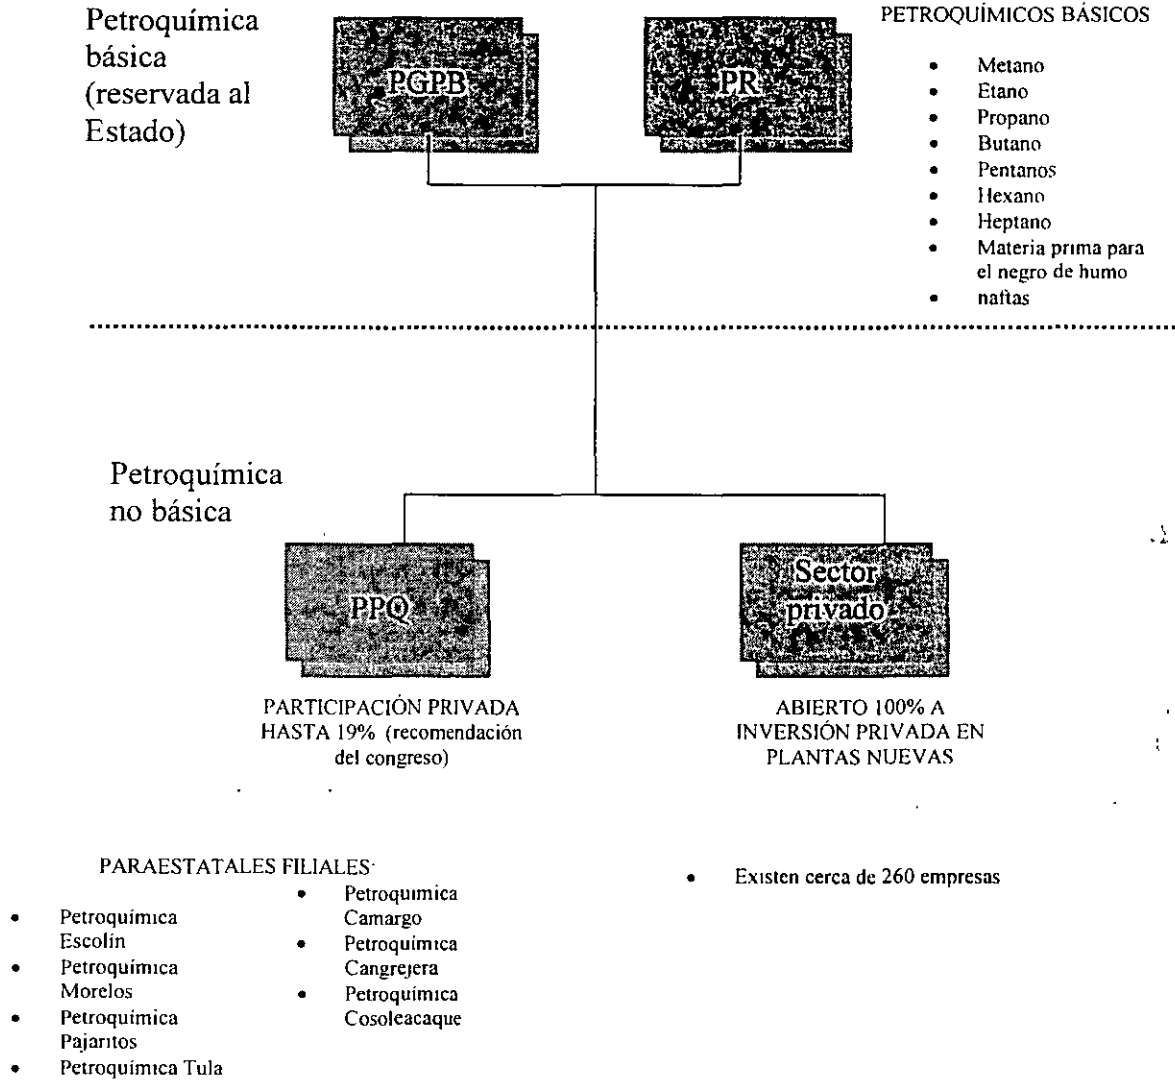 Petroquímica
básica
(reservada al
Estado)
PGPB
PR
PETROQUÍMICOS BÁSICOS
• Metano
• Etano
• Propano
• Butano
• Pentanos
• Hexano
• Heptano
• Materia prima para
el negro de humo
• naftas
Petroquímica
no básica
PPQ
Sector
privado
PARTICIPACIÓN PRIVADA
HASTA 19% (recomendación
del congreso)
ABIERTO 100% A
INVERSIÓN PRIVADA EN
PLANTAS NUEVAS
PARAESTATALES FILIALES
• Petroquímica
Escolín
• Petroquímica
Morelos
• Petroquímica
Pajaritos
• Petroquímica Tula
• Petroquimica
Camargo
• Petroquímica
Cangrejera
• Petroquímica
Cosoleacaque
• Existen cerca de 260 empresas